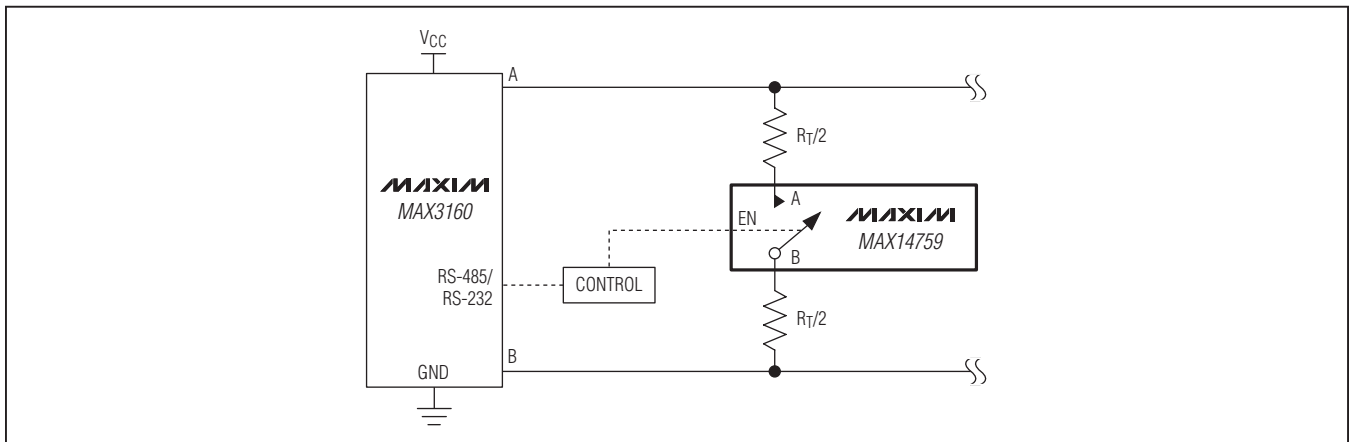 VCC
A
RT/2
MAXIM
MAX3160
A
EN
MAXIM
MAX14759
B
RS-485/
RS-232
CONTROL
RT/2
B
GND